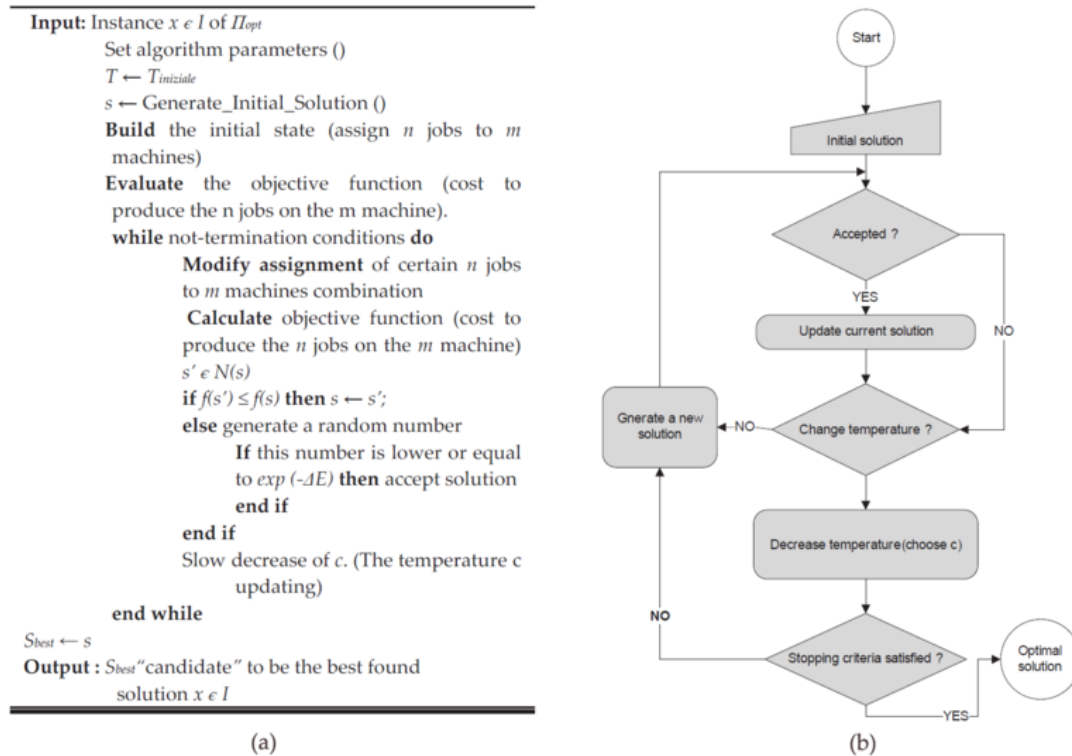 Input: Instance x ϵ I of Πopt
Set algorithm parameters ()
T ← Tiniziale
s ← Generate_Initial_Solution ()
Build the initial state (assign n jobs to m
machines)
Evaluate the objective function (cost to
produce the n jobs on the m machine).
while not-termination conditions do
Modify assignment of certain n jobs
to m machines combination
Calculate objective function (cost to
produce the n jobs on the m machine)
s' ϵ N(s)
if f(s') ≤ f(s) then s ← s';
else generate a random number
If this number is lower or equal
to exp (-ΔE) then accept solution
end if
end if
Slow decrease of c. (The temperature c
updating)
end while
Sbest ← s
Output : Sbest"candidate" to be the best found
solution x ϵ I
(a)
Start
Initial solution
Accepted ?
YES
NO
Update current solution
Gnerate a new
solution
NO
Change temperature ?
Decrease temperature(choose c)
NO
Stopping criteria satisfied ?
Optimal
solution
YES
(b)